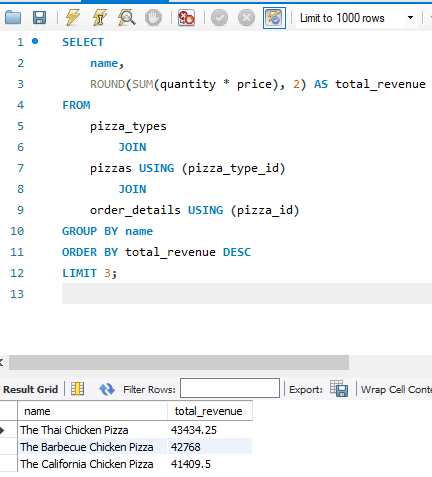 Limit to 1000 rows
1 SELECT
2 name,
3 ROUND(SUM(quantity * price), 2) AS total_revenue
4 FROM
5 pizza_types
6 JOIN
7 pizzas USING (pizza_type_id)
8 JOIN
9 order_details USING (pizza_id)
10 GROUP BY name
11 ORDER BY total_revenue DESC
12 LIMIT 3;
13
Result Grid Filter Rows: Export: Wrap Cell Conte
name total_revenue
The Thai Chicken Pizza 43434.25
The Barbecue Chicken Pizza 42768
The California Chicken Pizza 41409.5